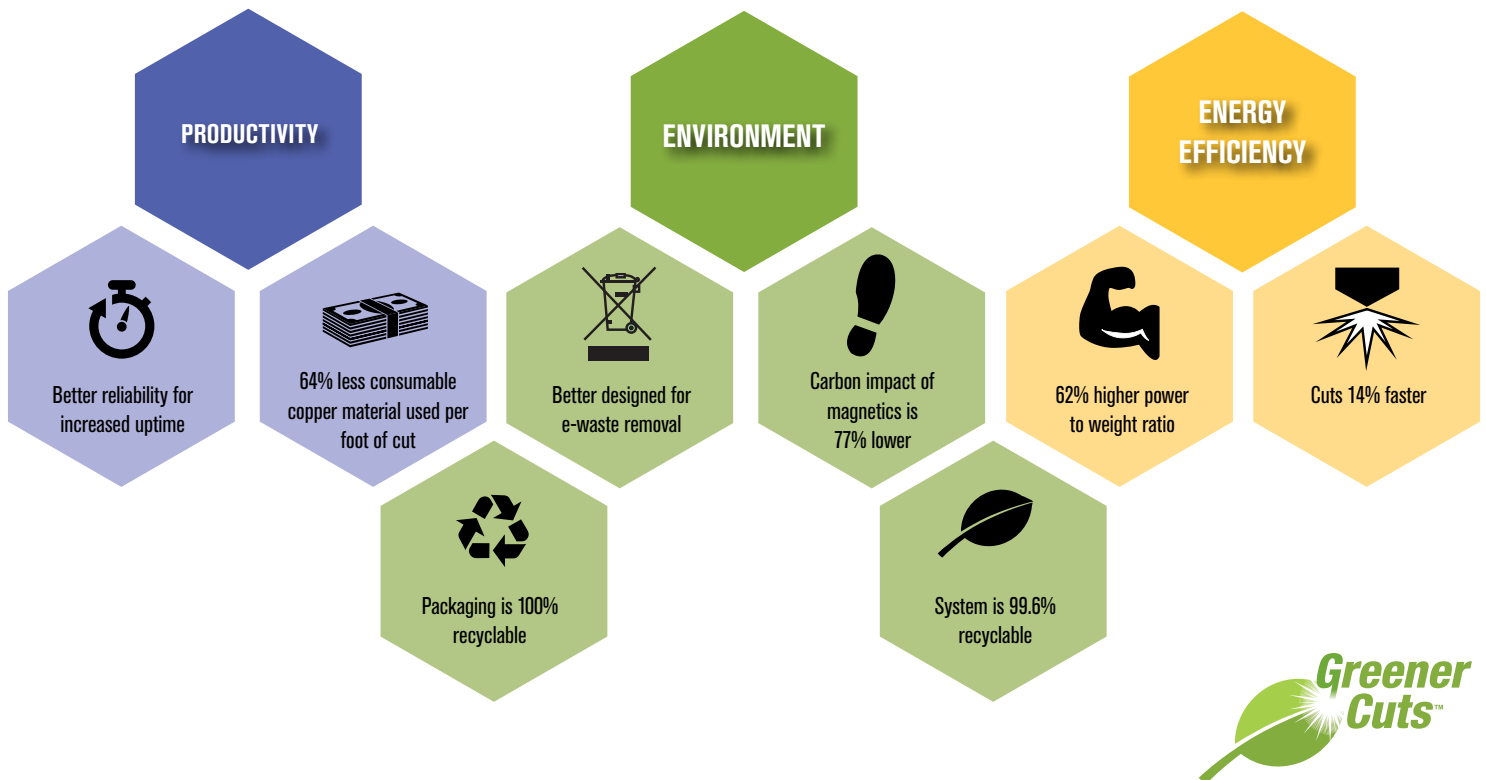 PRODUCTIVITY
Better reliability for
increased uptime
64% less consumable
copper material used per
foot of cut
ENVIRONMENT
Better designed for
e-waste removal
Carbon impact of
magnetics is
77% lower
Packaging is 100%
recyclable
System is 99.6%
recyclable
ENERGY
EFFICIENCY
62% higher power
to weight ratio
Cuts 14% faster
Greener
Cuts™